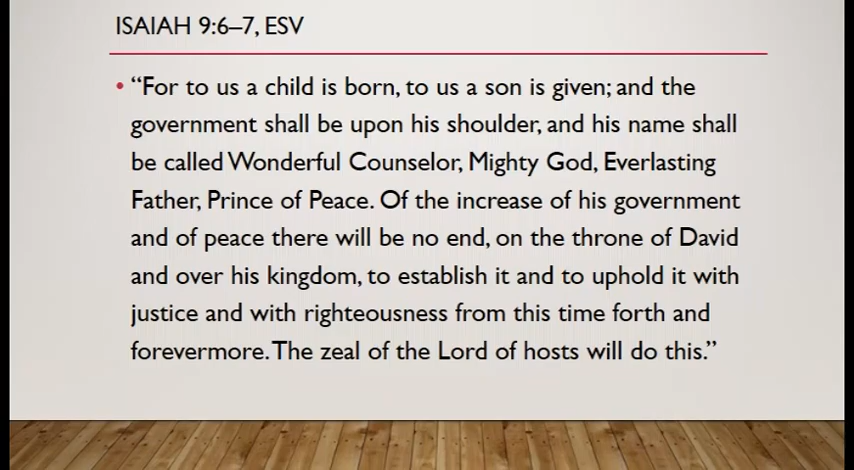 ISAIAH 9:6–7, ESV
• “For to us a child is born, to us a son is given; and the
government shall be upon his shoulder, and his name shall
be called Wonderful Counselor, Mighty God, Everlasting
Father, Prince of Peace. Of the increase of his government
and of peace there will be no end, on the throne of David
and over his kingdom, to establish it and to uphold it with
justice and with righteousness from this time forth and
forevermore. The zeal of the Lord of hosts will do this.”